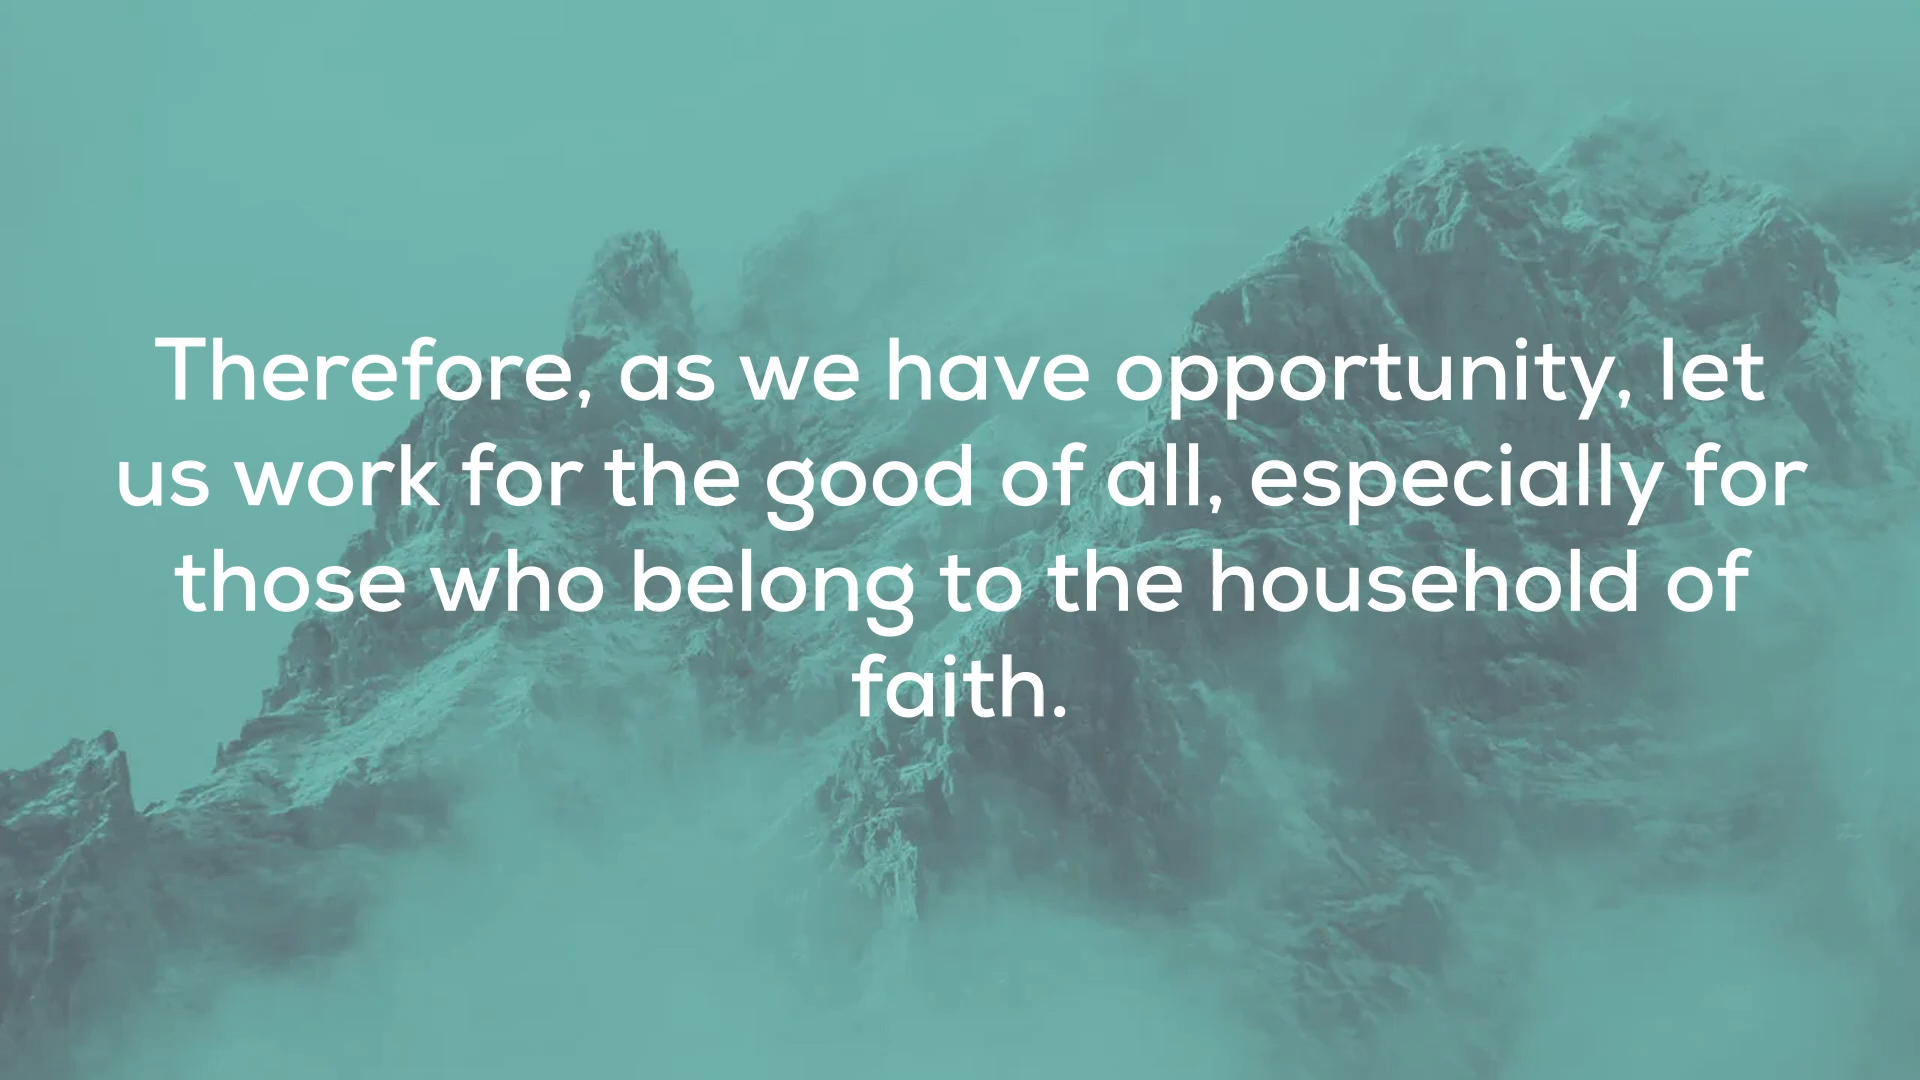 Therefore, as we have opportunity, let
us work for the good of all, especially for
those who belong to the household of
faith.